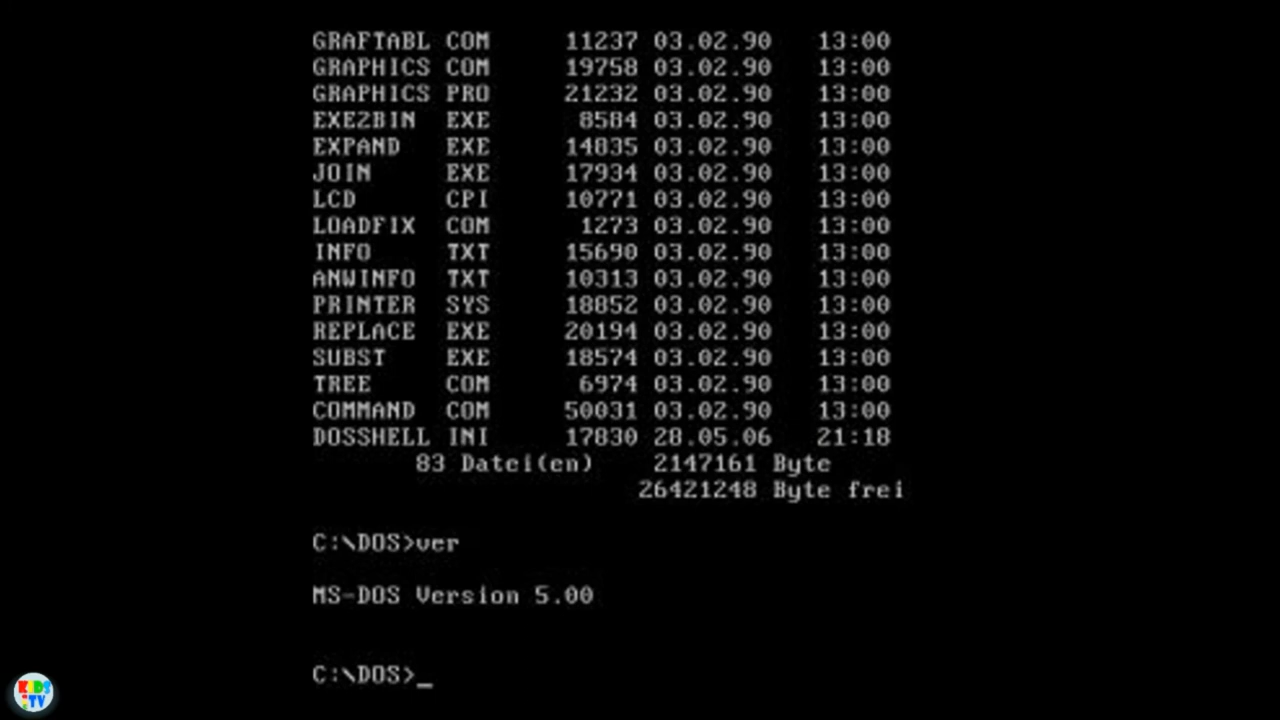 GRAFTABL COM 11237 03.02.90 13:00
GRAPHICS COM 19758 03.02.90 13:00
GRAPHICS PRO 21232 03.02.90 13:00
EXE2BIN EXE 8584 03.02.90 13:00
EXPAND EXE 14835 03.02.90 13:00
JOIN EXE 17934 03.02.90 13:00
LCD CPI 10771 03.02.90 13:00
LOADFIX COM 1273 03.02.90 13:00
INFO TXT 15690 03.02.90 13:00
ANWINFO TXT 10313 03.02.90 13:00
PRINTER SYS 18852 03.02.90 13:00
REPLACE EXE 20194 03.02.90 13:00
SUBST EXE 18574 03.02.90 13:00
TREE COM 6974 03.02.90 13:00
COMMAND COM 50031 03.02.90 13:00
DOSSHELL INI 17830 28.05.06 21:18
83 Datei(en) 2147161 Byte
26421248 Byte frei
C:\DOS>ver
MS-DOS Version 5.00
C:\DOS>_
KIDS
TV